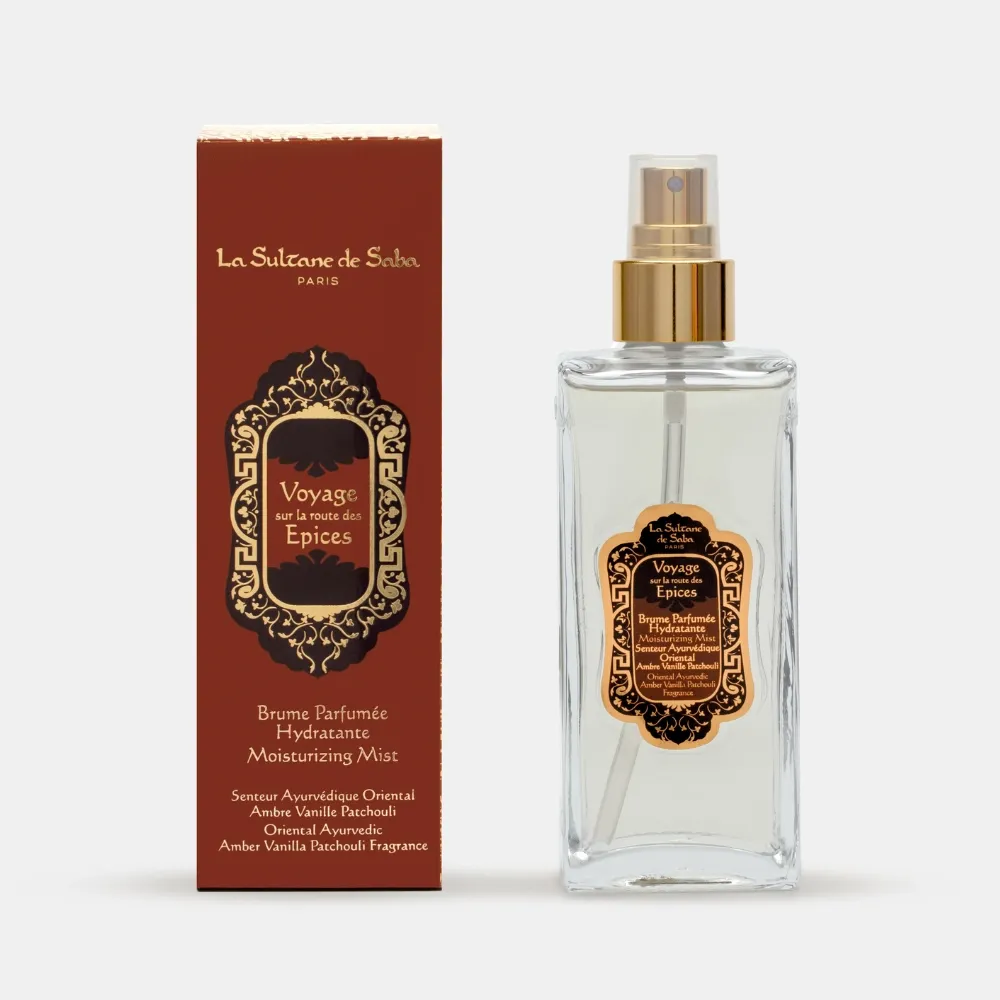 La Sultane de Saba
PARIS
Voyage
sur la route des
Epices
Brume Parfumée
Hydratante
Moisturizing Mist
Senteur Ayurvédique Oriental
Ambre Vanille Patchouli
Oriental Ayurvedic
Amber Vanilla Patchouli Fragrance
La Sultane
de Saba
PARIS
Voyage
sur la route des
Epices
Brume Parfumée
Hydratante
Moisturizing Mist
Senteur Ayurvédique
Oriental
Ambre Vanille Patchouli
Oriental Ayurvedic
Amber Vanilla Patchouli
Fragrance